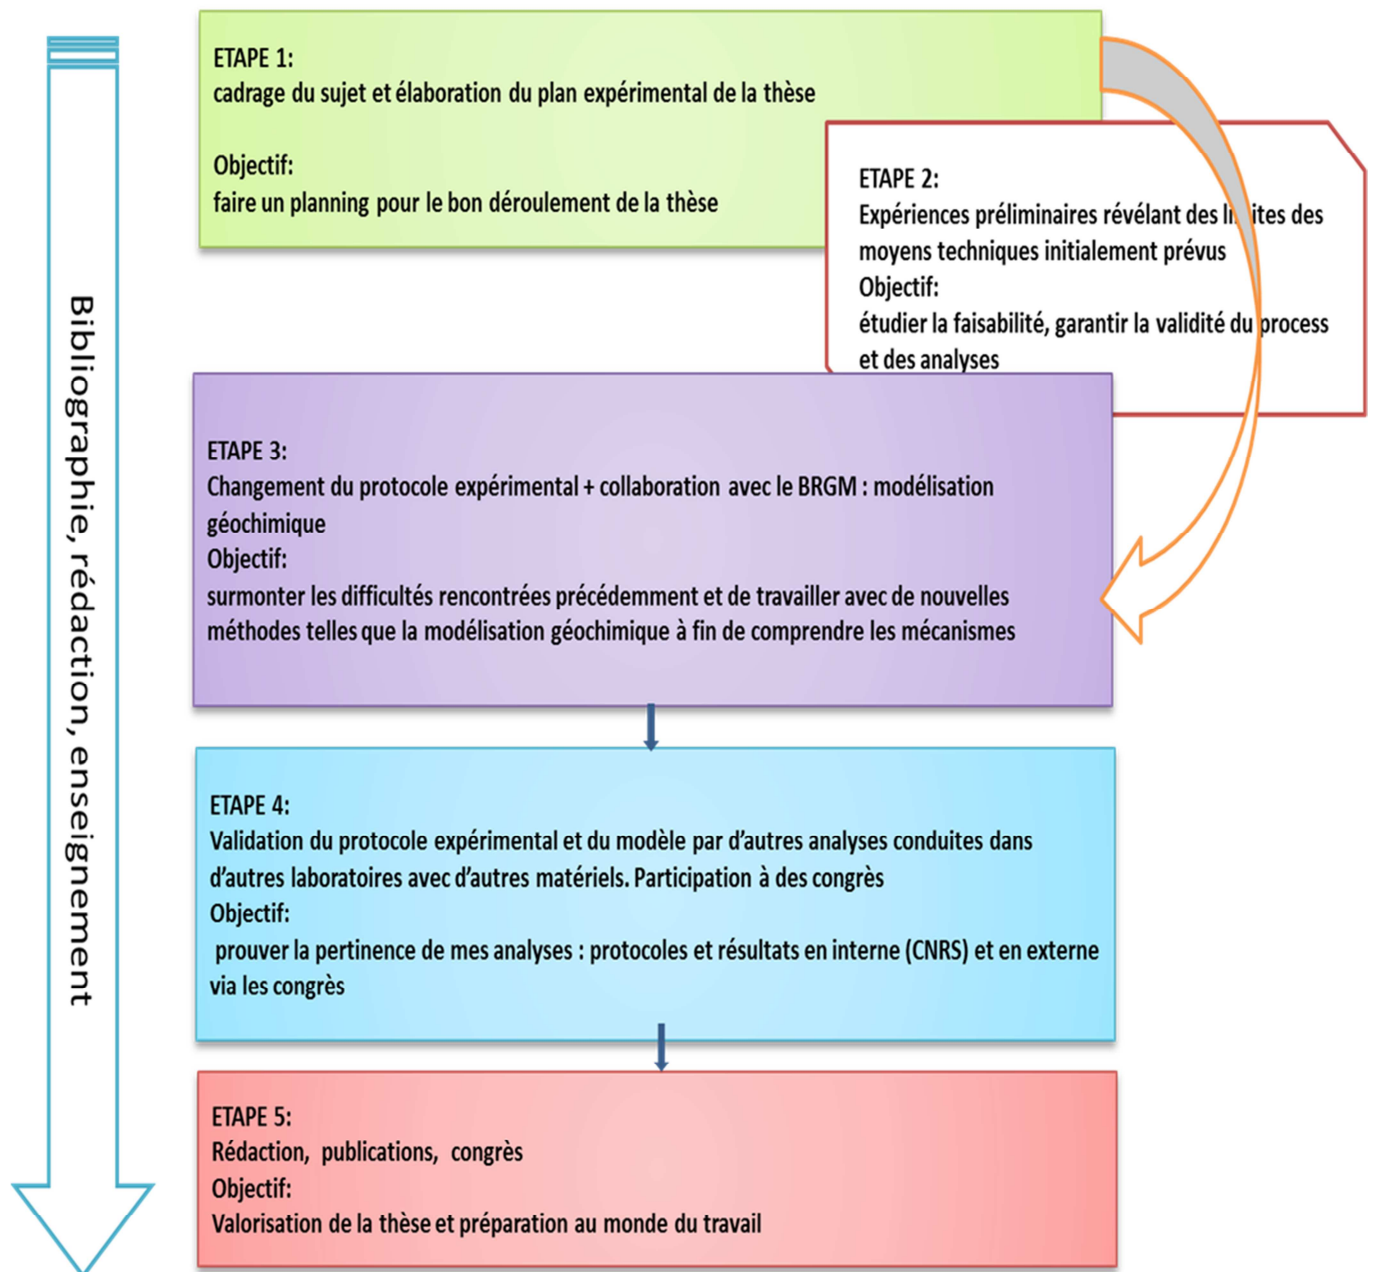 Bibliographie, rédaction, enseignement
ETAPE 1:
cadrage du sujet et élaboration du plan expérimental de la thèse
Objectif:
faire un planning pour le bon déroulement de la thèse
ETAPE 2:
Expériences préliminaires révélant des limites des
moyens techniques initialement prévus
Objectif:
étudier la faisabilité, garantir la validité du process
et des analyses
ETAPE 3:
Changement du protocole expérimental + collaboration avec le BRGM : modélisation
géochimique
Objectif:
surmonter les difficultés rencontrées précédemment et de travailler avec de nouvelles
méthodes telles que la modélisation géochimique à fin de comprendre les mécanismes
ETAPE 4:
Validation du protocole expérimental et du modèle par d'autres analyses conduites dans
d'autres laboratoires avec d'autres matériels. Participation à des congrès
Objectif:
prouver la pertinence de mes analyses : protocoles et résultats en interne (CNRS) et en externe
via les congrès
ETAPE 5:
Rédaction, publications, congrès
Objectif:
Valorisation de la thèse et préparation au monde du travail